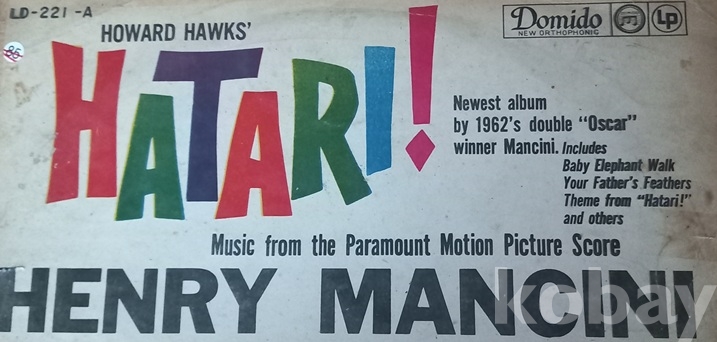 LD-221-A
85
HOWARD HAWKS'
HATARI!
Domido
NEW ORTHOPHONIC
LP
Newest album
by 1962's double "Oscar"
winner Mancini. Includes
Baby Elephant Walk
Your Father's Feathers
Theme from "Hatari!"
and others
Music from the Paramount Motion Picture Score
HENRY MANCINI
kobay